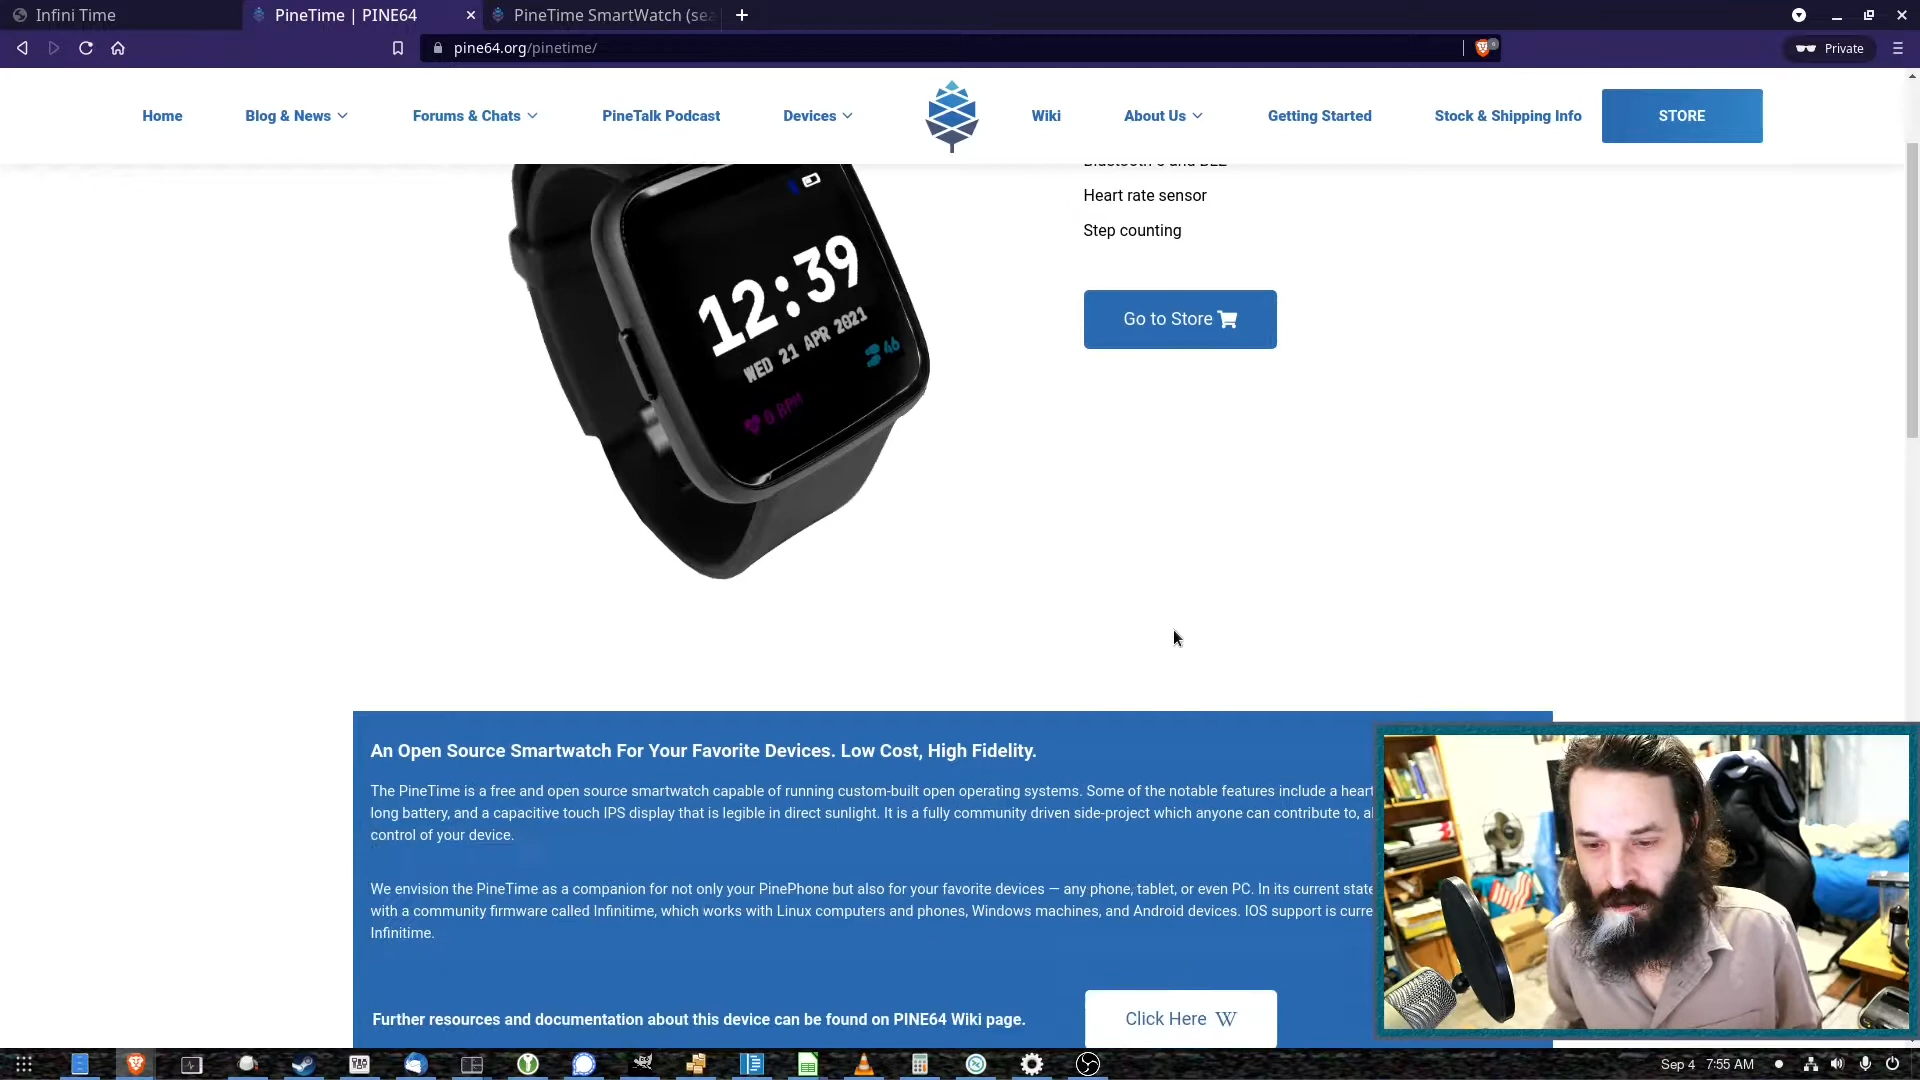 Infini Time
PineTime | PINE64
PineTime SmartWatch (sea
pine64.org/pinetime/
Private
Home
Blog & News
Forums & Chats
PineTalk Podcast
Devices
Wiki
About Us
Getting Started
Stock & Shipping Info
STORE
Heart rate sensor
Step counting
Go to Store
12:39
WED 21 APR 2021
46
0 BPM
An Open Source Smartwatch For Your Favorite Devices. Low Cost, High Fidelity.
The PineTime is a free and open source smartwatch capable of running custom-built open operating systems. Some of the notable features include a heart
long battery, and a capacitive touch IPS display that is legible in direct sunlight. It is a fully community driven side-project which anyone can contribute to, al
control of your device.
We envision the PineTime as a companion for not only your PinePhone but also for your favorite devices — any phone, tablet, or even PC. In its current state
with a community firmware called Infinitime, which works with Linux computers and phones, Windows machines, and Android devices. IOS support is curre
Infinitime.
Further resources and documentation about this device can be found on PINE64 Wiki page.
Click Here W
Sep 4 7:55 AM